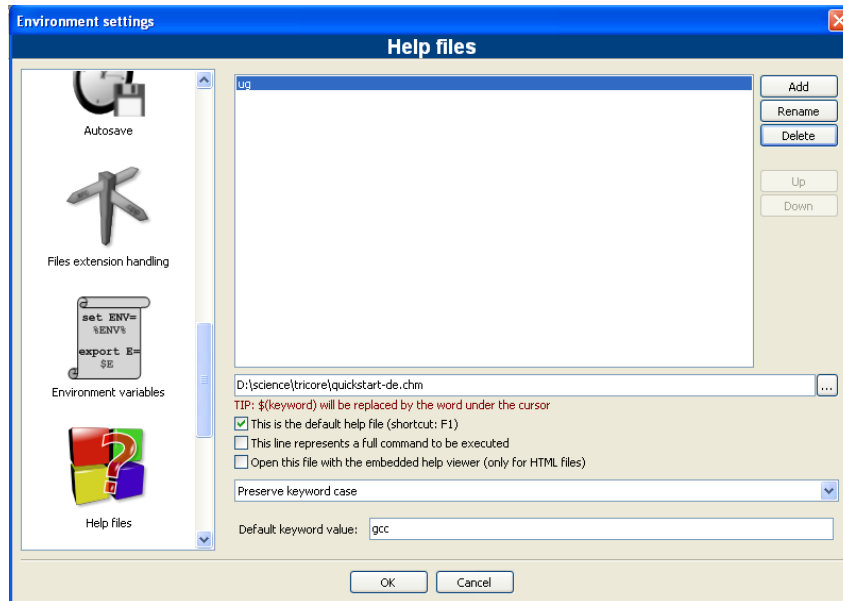 Environment settings
Help files
Autosave
Files extension handling
set ENV=
%ENV%
export E=
$E
Environment variables
Help files
ug
Add
Rename
Delete
Up
Down
D:\science\tricore\quickstart-de.chm
...
TIP: $(keyword) will be replaced by the word under the cursor
This is the default help file (shortcut: F1)
This line represents a full command to be executed
Open this file with the embedded help viewer (only for HTML files)
Preserve keyword case
Default keyword value: gcc
OK Cancel